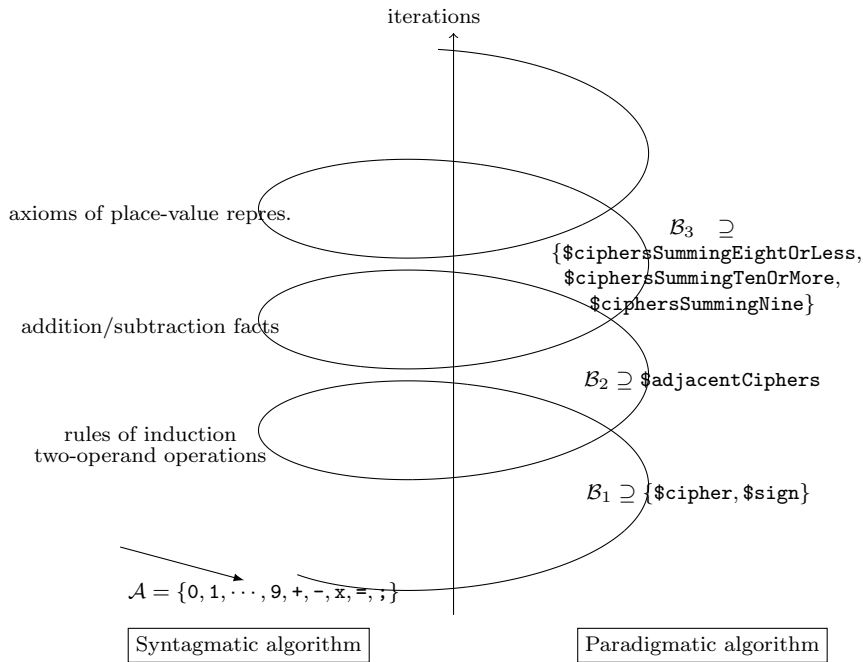 iterations
axioms of place-value repres.
ℬ₃ ⊇
{$ciphersSummingEightOrLess,
$ciphersSummingTenOrMore,
$ciphersSummingNine}
addition/subtraction facts
ℬ₂ ⊇ $adjacentCiphers
rules of induction
two-operand operations
ℬ₁ ⊇ {$cipher, $sign}
𝒜 = {0, 1, ⋯, 9, +, -, x, =, ;}
Syntagmatic algorithm
Paradigmatic algorithm